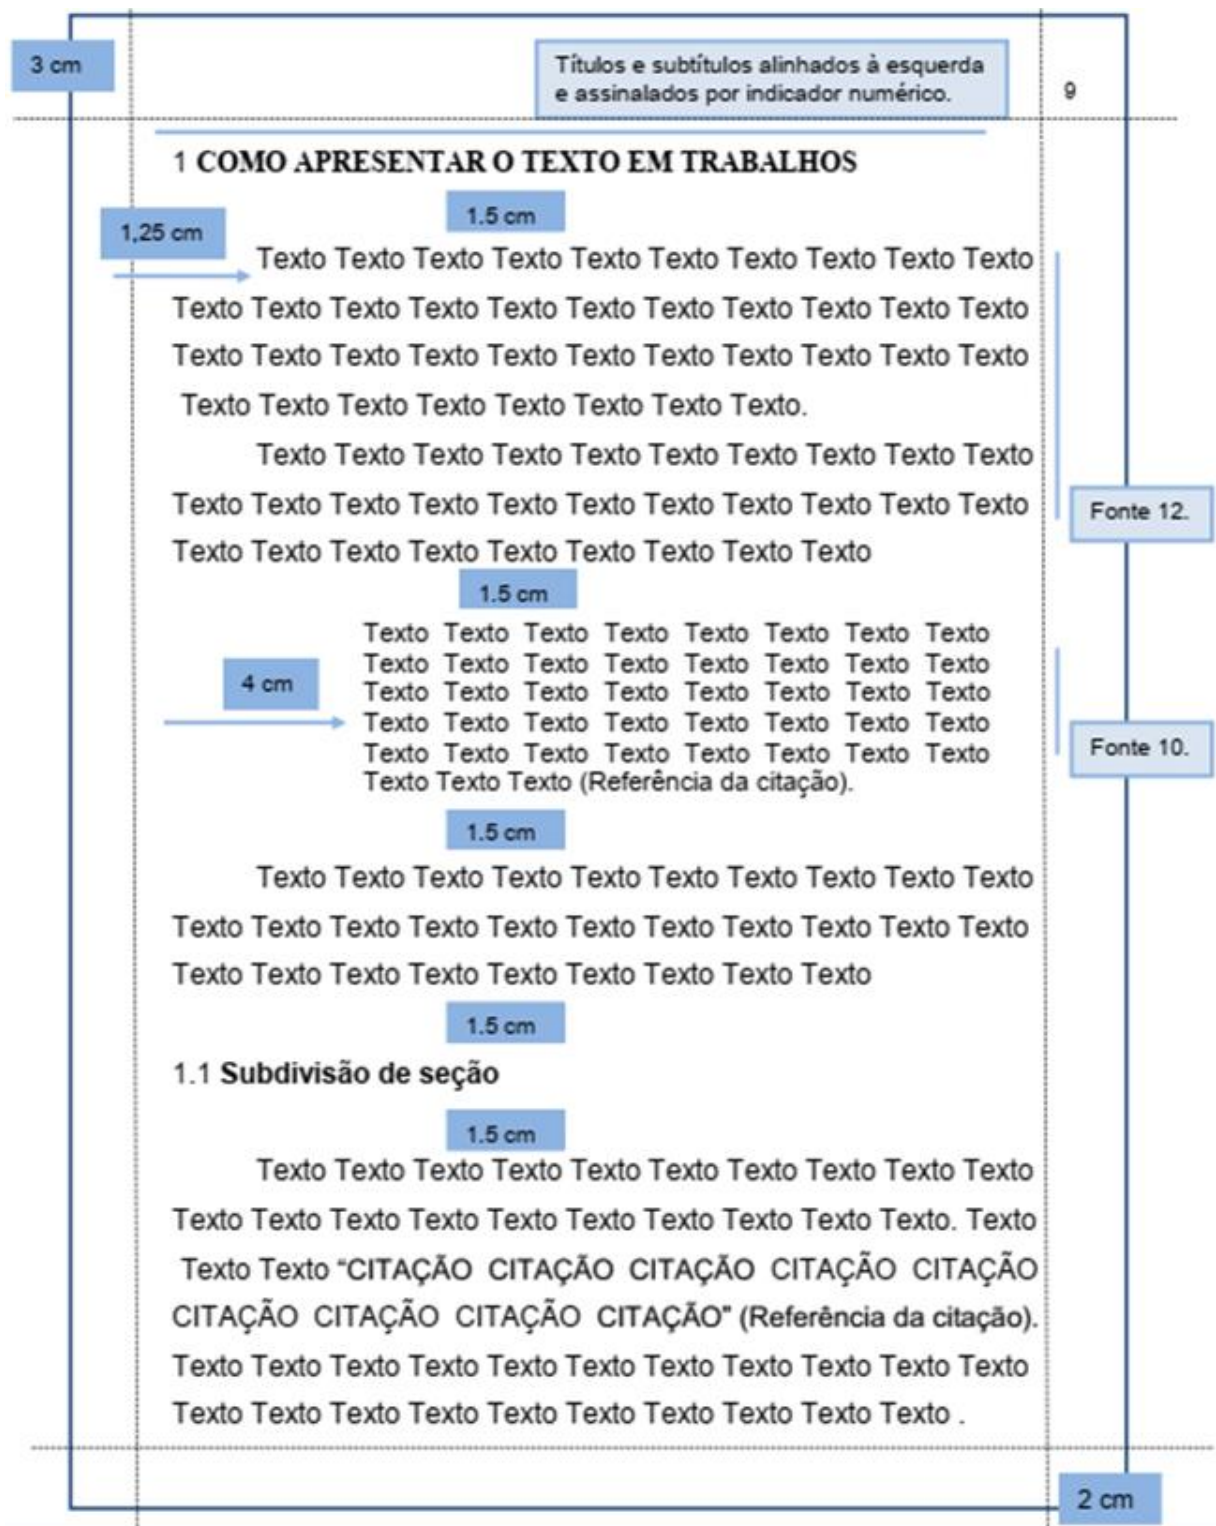 3 cm
Títulos e subtítulos alinhados à esquerda
e assinalados por indicador numérico.
9
1 COMO APRESENTAR O TEXTO EM TRABALHOS
1.5 cm
1,25 cm
Texto Texto Texto Texto Texto Texto Texto Texto Texto Texto
Texto Texto Texto Texto Texto Texto Texto Texto Texto Texto Texto
Texto Texto Texto Texto Texto Texto Texto Texto Texto Texto Texto
Texto Texto Texto Texto Texto Texto Texto Texto.
Texto Texto Texto Texto Texto Texto Texto Texto Texto Texto
Texto Texto Texto Texto Texto Texto Texto Texto Texto Texto Texto
Fonte 12.
Texto Texto Texto Texto Texto Texto Texto Texto Texto
1.5 cm
Texto Texto Texto Texto Texto Texto Texto Texto
Texto Texto Texto Texto Texto Texto Texto Texto
4 cm
Texto Texto Texto Texto Texto Texto Texto Texto
Texto Texto Texto Texto Texto Texto Texto Texto
Texto Texto Texto Texto Texto Texto Texto Texto
Fonte 10.
Texto Texto Texto (Referência da citação).
1.5 cm
Texto Texto Texto Texto Texto Texto Texto Texto Texto Texto
Texto Texto Texto Texto Texto Texto Texto Texto Texto Texto Texto
Texto Texto Texto Texto Texto Texto Texto Texto Texto
1.5 cm
1.1 Subdivisão de seção
1.5 cm
Texto Texto Texto Texto Texto Texto Texto Texto Texto Texto
Texto Texto Texto Texto Texto Texto Texto Texto Texto Texto. Texto
Texto Texto “CITAÇÃO CITAÇÃO CITAÇÃO CITAÇÃO CITAÇÃO
CITAÇÃO CITAÇÃO CITAÇÃO CITAÇÃO” (Referência da citação).
Texto Texto Texto Texto Texto Texto Texto Texto Texto Texto Texto
Texto Texto Texto Texto Texto Texto Texto Texto Texto Texto .
2 cm